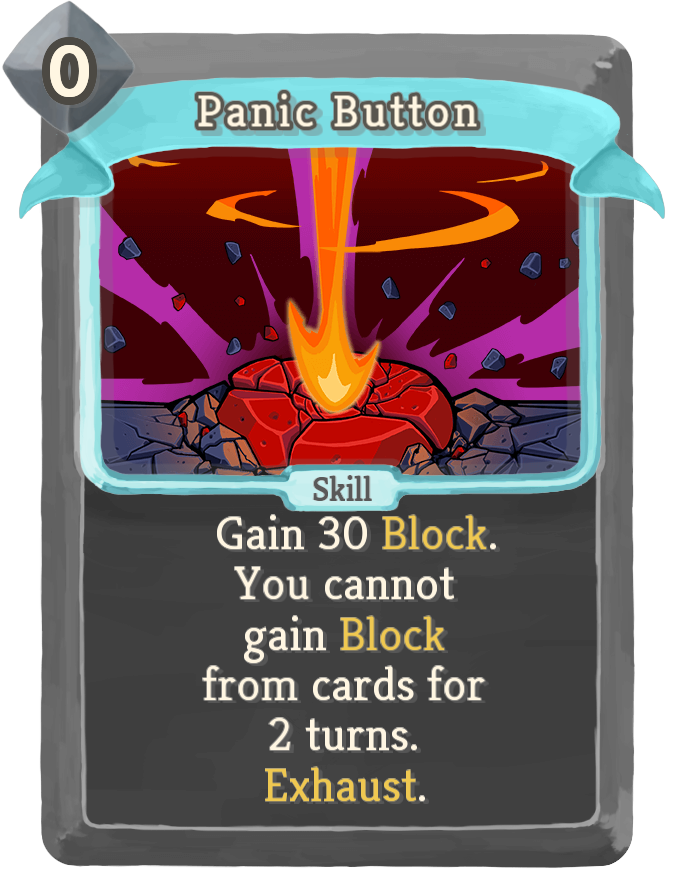 0
Panic Button
Skill
Gain 30 Block.
You cannot
gain Block
from cards for
2 turns.
Exhaust.